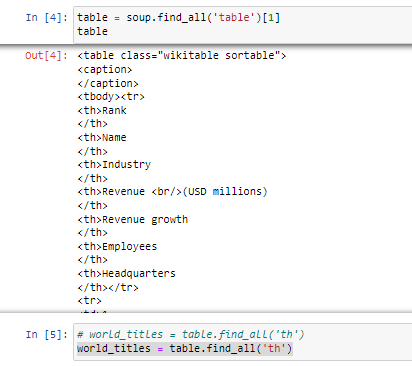 In [4]: table = soup.find_all('table')[1]
table
Out[4]: <table class="wikitable sortable">
<caption>
</caption>
<tbody><tr>
<th>Rank
</th>
<th>Name
</th>
<th>Industry
</th>
<th>Revenue <br/>(USD millions)
</th>
<th>Revenue growth
</th>
<th>Employees
</th>
<th>Headquarters
</th></tr>
<tr>
In [5]: # world_titles = table.find_all('th')
world_titles = table.find_all('th')